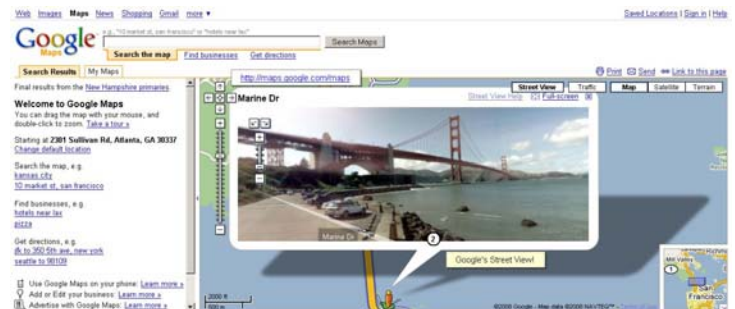 Web Images Maps News Shopping Gmail more ▾
Saved Locations | Sign in | Help
Google Maps
e.g., "10 market st, san francisco" or "hotels near lax"
Search Maps
Search the map Find businesses Get directions
Search Results My Maps
Print Send Link to this page
http://maps.google.com/maps
Final results from the New Hampshire primaries.
Welcome to Google Maps
You can drag the map with your mouse, and
double-click to zoom. Take a tour »
Starting at 2301 Sullivan Rd, Atlanta, GA 30337
Change default location
Search the map, e.g.
kansas city
10 market st, san francisco
Find businesses, e.g.
hotels near lax
pizza
Get directions, e.g.
jfk to 350 5th ave, new york
seattle to 98109
Use Google Maps on your phone: Learn more »
Add or Edit your business: Learn more »
Advertise with Google Maps: Learn more »
Street View Traffic Map Satellite Terrain
Marine Dr
Street View Help Full-screen
Marine Dr
2
Google's Street View!
Mill Valley
1
San
Francisco
2000 ft
500 m
©2008 Google - Map data ©2008 NAVTEQ™ -